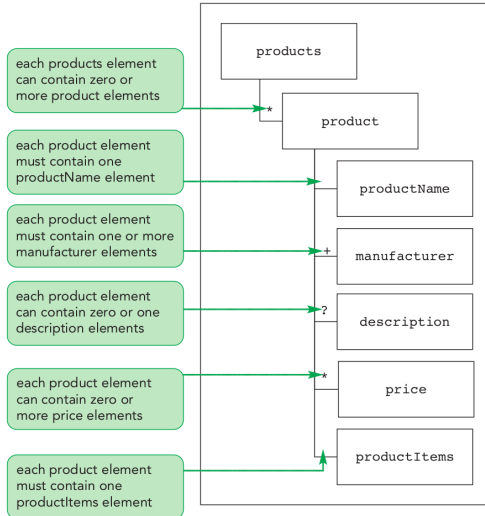 products
each products element
can contain zero or
more product elements
*
product
each product element
must contain one
productName element
productName
each product element
must contain one or more
manufacturer elements
+
manufacturer
each product element
can contain zero or one
description elements
?
description
each product element
can contain zero or
more price elements
*
price
each product element
must contain one
productItems element
productItems